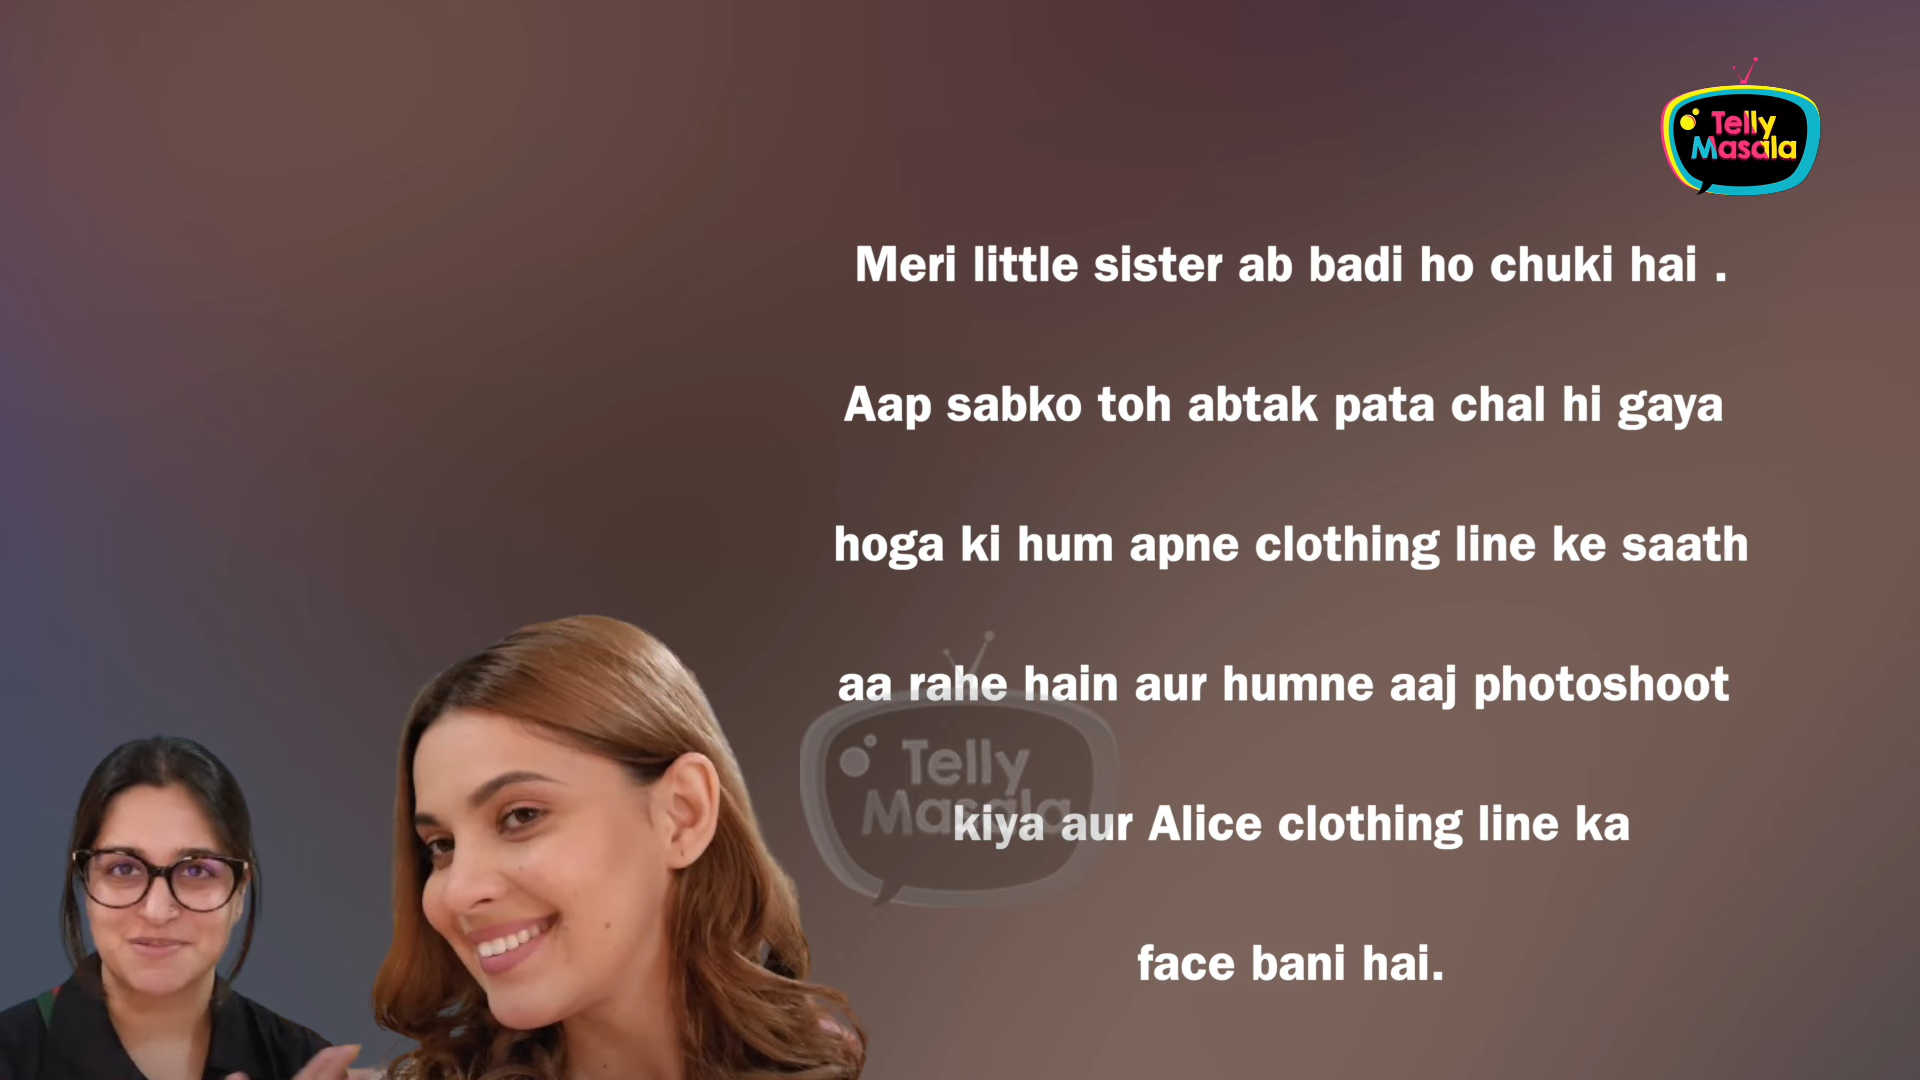 Telly
Masala
Meri little sister ab badi ho chuki hai .
Aap sabko toh abtak pata chal hi gaya
hoga ki hum apne clothing line ke saath
aa rahe hain aur humne aaj photoshoot
Telly
Masala
kiya aur Alice clothing line ka
face bani hai.